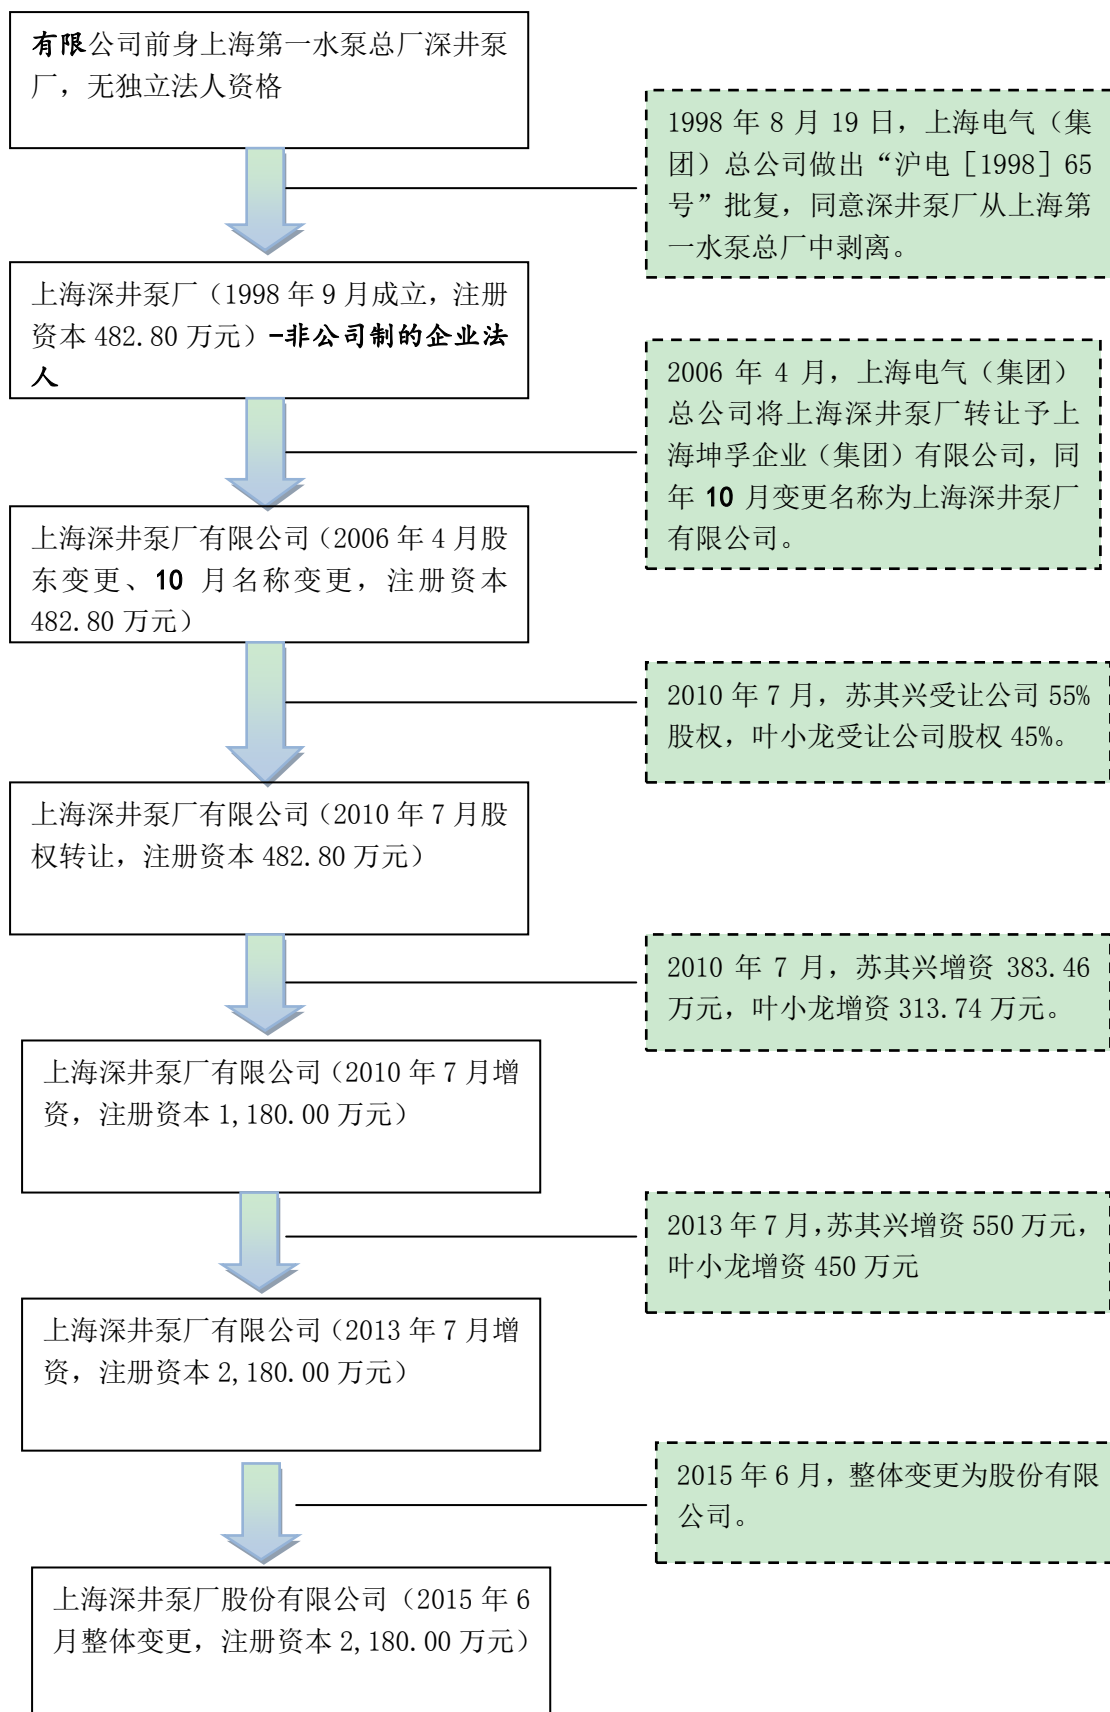 有限公司前身上海第一水泵总厂深井泵
厂，无独立法人资格
1998 年 8 月 19 日，上海电气（集
团）总公司做出“沪电［1998］65
号”批复，同意深井泵厂从上海第
一水泵总厂中剥离。
上海深井泵厂（1998 年 9 月成立，注册
资本 482.80 万元）-非公司制的企业法
人
2006 年 4 月，上海电气（集团）
总公司将上海深井泵厂转让予上
海坤孚企业（集团）有限公司，同
年 10 月变更名称为上海深井泵厂
有限公司。
上海深井泵厂有限公司（2006 年 4 月股
东变更、10 月名称变更，注册资本
482.80 万元）
2010 年 7 月，苏其兴受让公司 55%
股权，叶小龙受让公司股权 45%。
上海深井泵厂有限公司（2010 年 7 月股
权转让，注册资本 482.80 万元）
2010 年 7 月，苏其兴增资 383.46
万元，叶小龙增资 313.74 万元。
上海深井泵厂有限公司（2010 年 7 月增
资，注册资本 1,180.00 万元）
2013 年 7 月，苏其兴增资 550 万元，
叶小龙增资 450 万元
上海深井泵厂有限公司（2013 年 7 月增
资，注册资本 2,180.00 万元）
2015 年 6 月，整体变更为股份有限
公司。
上海深井泵厂股份有限公司（2015 年 6
月整体变更，注册资本 2,180.00 万元）